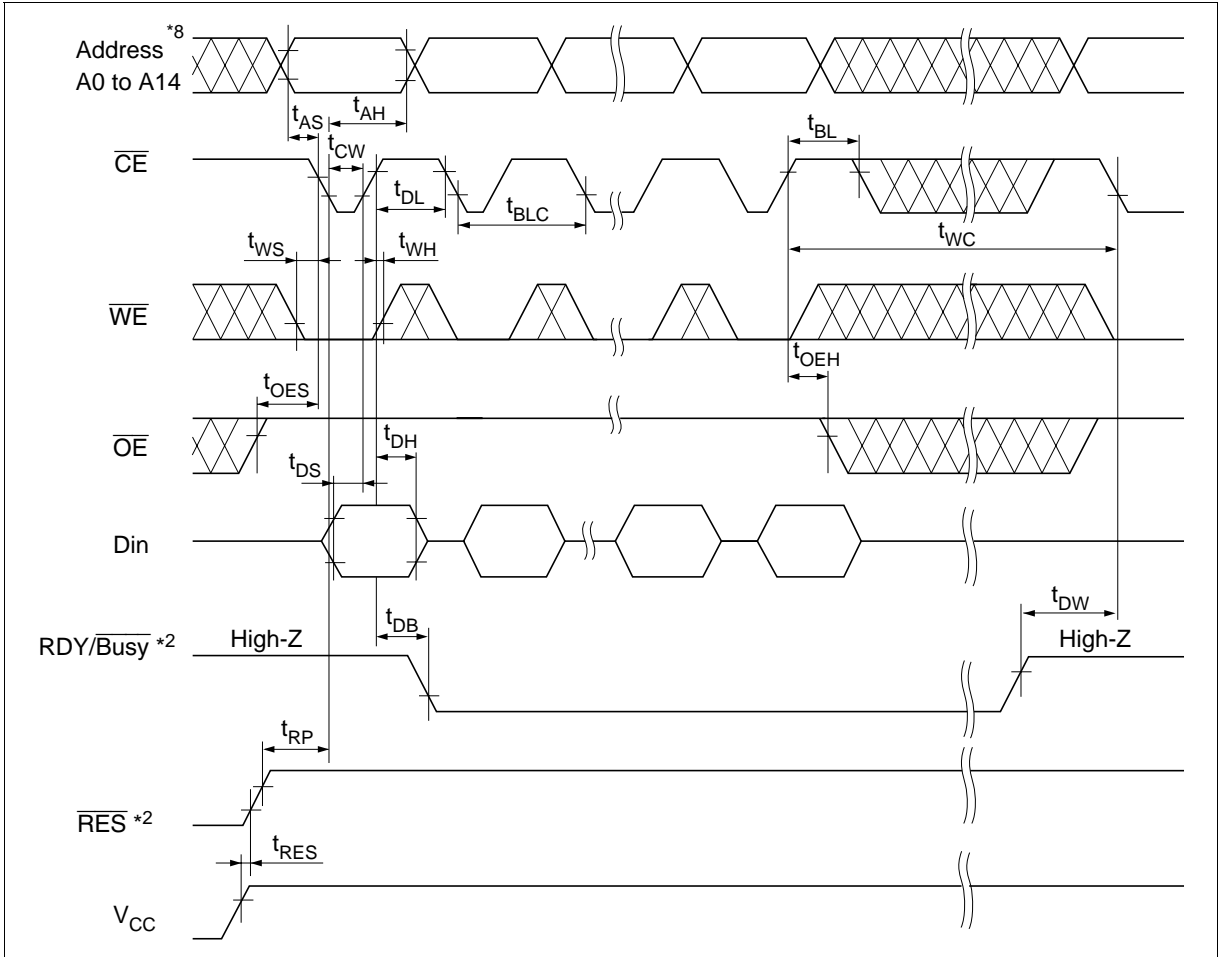 Address *8
A0 to A14
tAS
tAH
tCW
tBL
CE
tDL
tBLC
tWC
tWS
tWH
WE
tOEH
tOES
OE
tDH
tDS
Din
tDW
tDB
RDY/Busy *2
High-Z
High-Z
tRP
RES *2
tRES
VCC